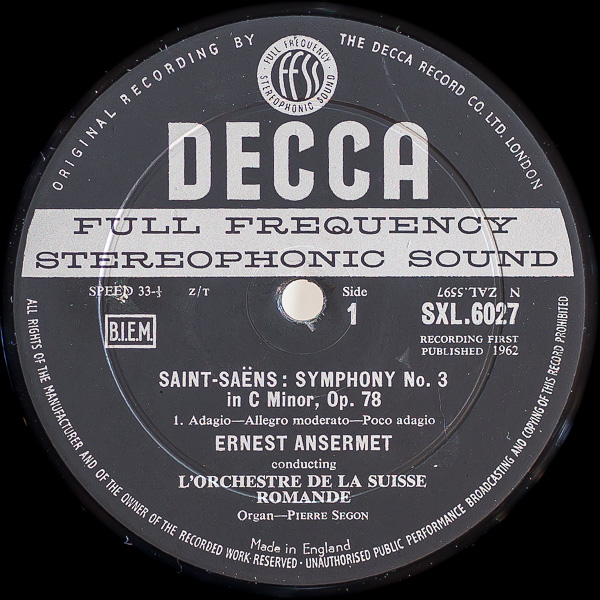 ORIGINAL RECORDING BY THE DECCA RECORD CO. LTD. LONDON
FULL FREQUENCY
STEREOPHONIC SOUND
FFSS
DECCA
FULL FREQUENCY
STEREOPHONIC SOUND
SPEED 33-⅓ Z/T
B.I.E.M.
Side
1
N ZAL.5597
SXL.6027
RECORDING FIRST
PUBLISHED 1962
SAINT-SAËNS: SYMPHONY No. 3
in C Minor, Op. 78
1. Adagio—Allegro moderato—Poco adagio
ERNEST ANSERMET
conducting
L'ORCHESTRE DE LA SUISSE
ROMANDE
Organ—PIERRE SEGON
Made in England
ALL RIGHTS OF THE MANUFACTURER AND OF THE OWNER OF THE RECORDED WORK RESERVED · UNAUTHORISED PUBLIC PERFORMANCE BROADCASTING AND COPYING OF THIS RECORD PROHIBITED